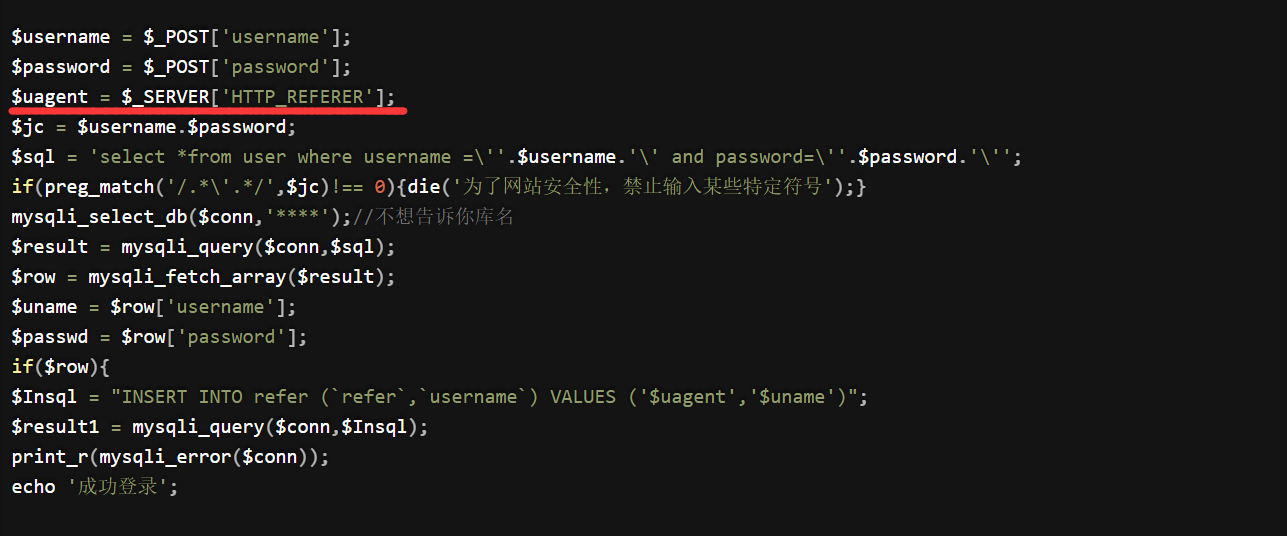 $username = $_POST['username'];
$password = $_POST['password'];
$uagent = $_SERVER['HTTP_REFERER'];
$jc = $username.$password;
$sql = 'select *from user where username =\''.$username.'\' and password=\''.$password.'\'';
if(preg_match('/.*\'.*/',$jc)!== 0){die('为了网站安全性，禁止输入某些特定符号');}
mysqli_select_db($conn,'****');//不想告诉你库名
$result = mysqli_query($conn,$sql);
$row = mysqli_fetch_array($result);
$uname = $row['username'];
$passwd = $row['password'];
if($row){
$Insql = "INSERT INTO refer (`refer`,`username`) VALUES ('$uagent','$uname')";
$result1 = mysqli_query($conn,$Insql);
print_r(mysqli_error($conn));
echo '成功登录';